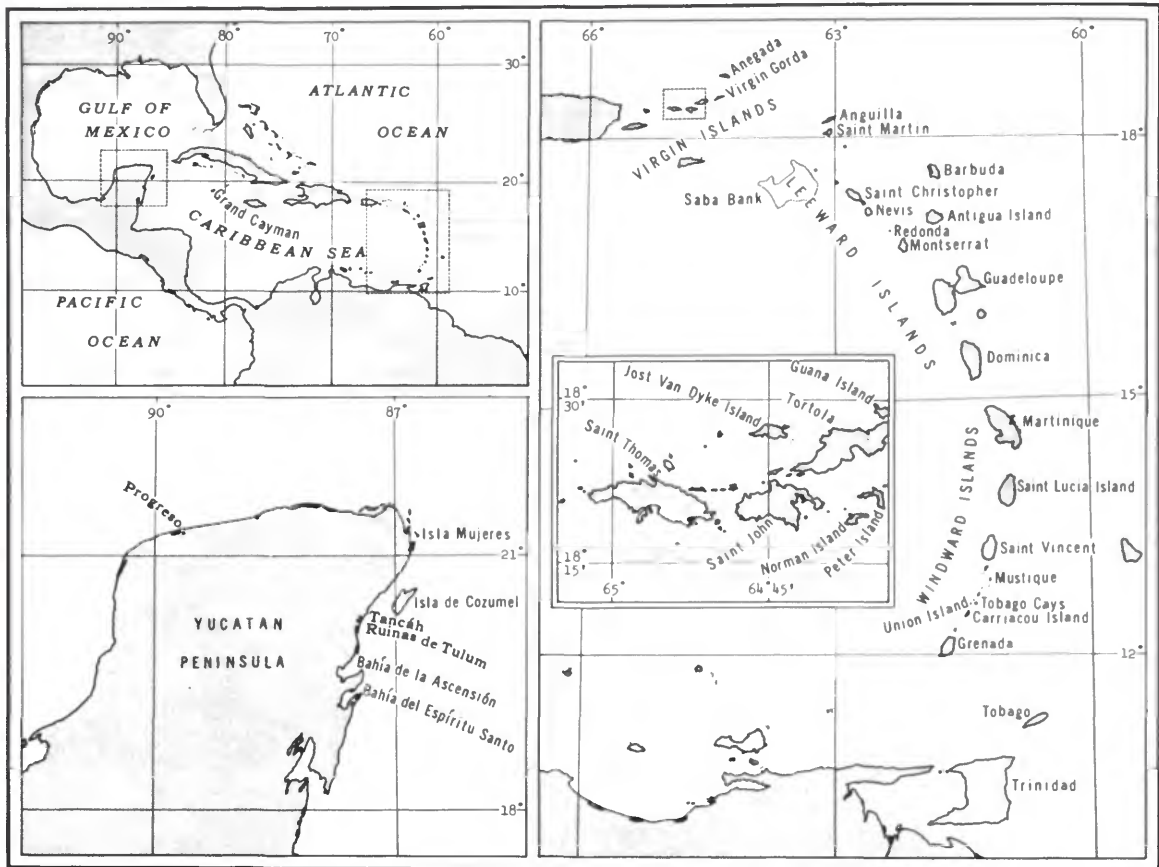 90°
80°
70°
60°
30°
20°
10°
GULF OF
MEXICO
ATLANTIC
OCEAN
Grand Cayman
CARIBBEAN SEA
PACIFIC
OCEAN
90°
87°
21°
18°
Progreso
Isla Mujeres
Isla de Cozumel
Tancáh
Ruinas de Tulum
Bahía de la Ascensión
Bahía del Espíritu Santo
YUCATAN
PENINSULA
66°
63°
60°
18°
15°
12°
Anegada
Virgin Gorda
VIRGIN ISLANDS
Anguilla
Saint Martin
Saba Bank
LEEWARD ISLANDS
Barbuda
Saint Christopher
Nevis
Antigua Island
Redonda
Montserrat
Guadeloupe
Dominica
Martinique
WINDWARD ISLANDS
Saint Lucia Island
Saint Vincent
Mustique
Union Island
Tobago Cays
Carriacou Island
Grenada
Tobago
Trinidad
18°
30'
18°
15'
65°
64°45'
Jost Van Dyke Island
Guana Island
Tortola
Saint Thomas
Saint John
Norman Island
Peter Island